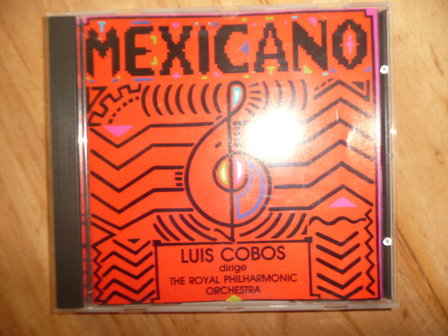 MEXICANO
LUIS COBOS
dirige
THE ROYAL PHILHARMONIC
ORCHESTRA